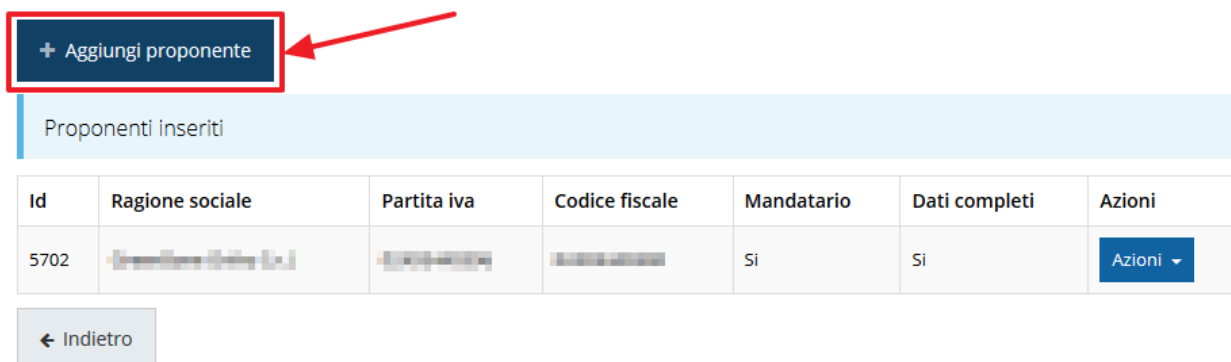 + Aggiungi proponente
Proponenti inseriti
Id Ragione sociale Partita iva Codice fiscale Mandatario Dati completi Azioni
5702 Si Si Azioni
Indietro